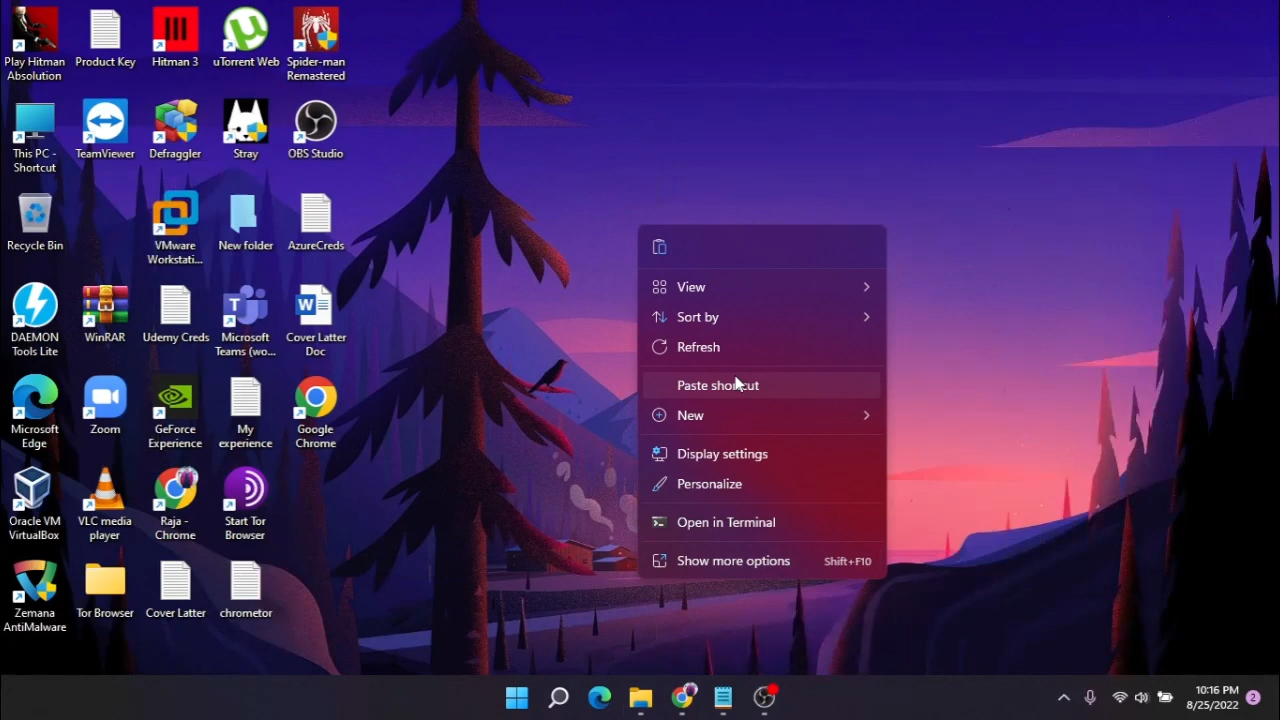 Play Hitman
Absolution
Product Key
Hitman 3
uTorrent Web
Spider-man
Remastered
This PC -
Shortcut
TeamViewer
Defraggler
Stray
OBS Studio
Recycle Bin
VMware
Workstati...
New folder
AzureCreds
DAEMON
Tools Lite
WinRAR
Udemy Creds
Microsoft
Teams (wo...
Cover Latter
Doc
Microsoft
Edge
Zoom
GeForce
Experience
My
experience
Google
Chrome
Oracle VM
VirtualBox
VLC media
player
Raja -
Chrome
Start Tor
Browser
Zemana
AntiMalware
Tor Browser
Cover Latter
chrometor
View
Sort by
Refresh
Paste shortcut
New
Display settings
Personalize
Open in Terminal
Show more options Shift+F10
10:16 PM
8/25/2022
2